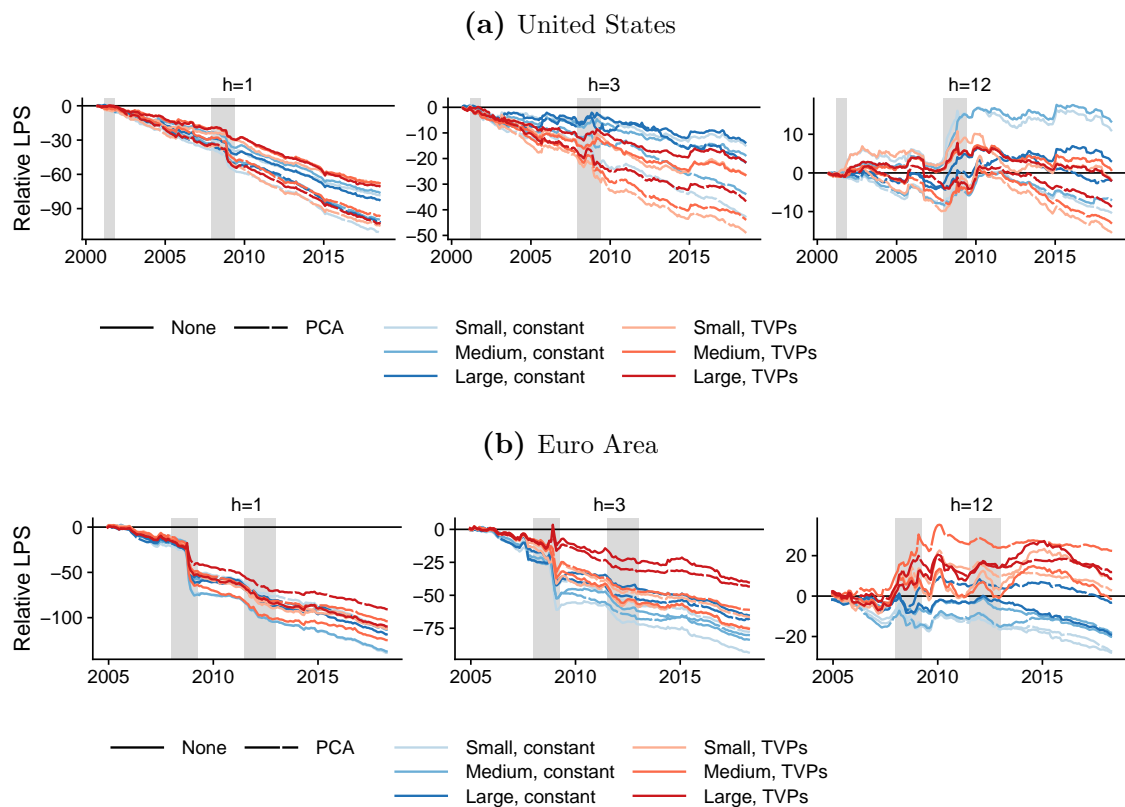 (a) United States
h=1 h=3 h=12
Relative LPS
0
−30
−60
−90
2000 2005 2010 2015
0
−10
−20
−30
−40
−50
2000 2005 2010 2015
10
0
−10
2000 2005 2010 2015
None PCA Small, constant Small, TVPs
Medium, constant Medium, TVPs
Large, constant Large, TVPs
(b) Euro Area
h=1 h=3 h=12
Relative LPS
0
−50
−100
2005 2010 2015
0
−25
−50
−75
2005 2010 2015
20
0
−20
2005 2010 2015
None PCA Small, constant Small, TVPs
Medium, constant Medium, TVPs
Large, constant Large, TVPs